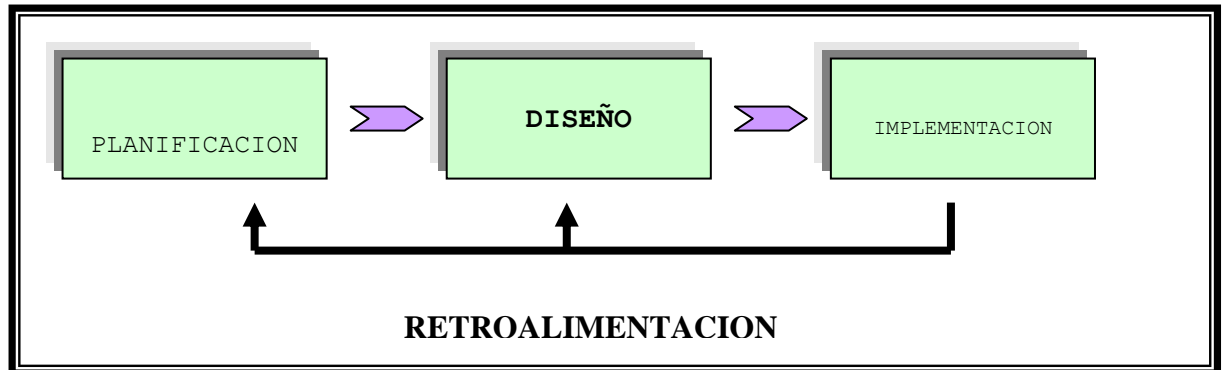 PLANIFICACION
DISEÑO
IMPLEMENTACION
RETROALIMENTACION